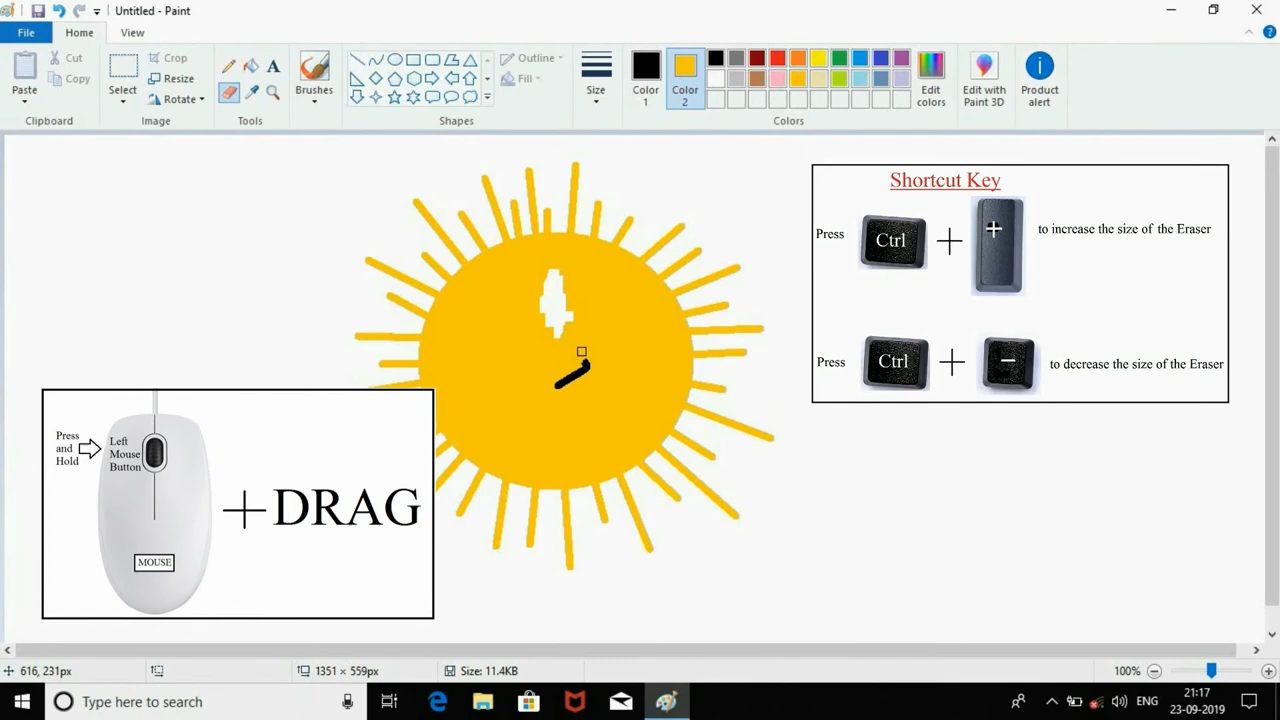 Untitled - Paint
File
Home
View
Paste
Cut
Copy
Clipboard
Select
Crop
Resize
Rotate
Image
A
Tools
Brushes
Outline
Fill
Shapes
Size
Color
1
Color
2
Edit
colors
Colors
Edit with
Paint 3D
Product
alert
Shortcut Key
Press Ctrl + + to increase the size of the Eraser
Press Ctrl + - to decrease the size of the Eraser
Press
and
Hold
Left
Mouse
Button
+DRAG
MOUSE
616, 231px
1351 × 559px
Size: 11.4KB
100%
Type here to search
ENG
21:17
23-09-2019